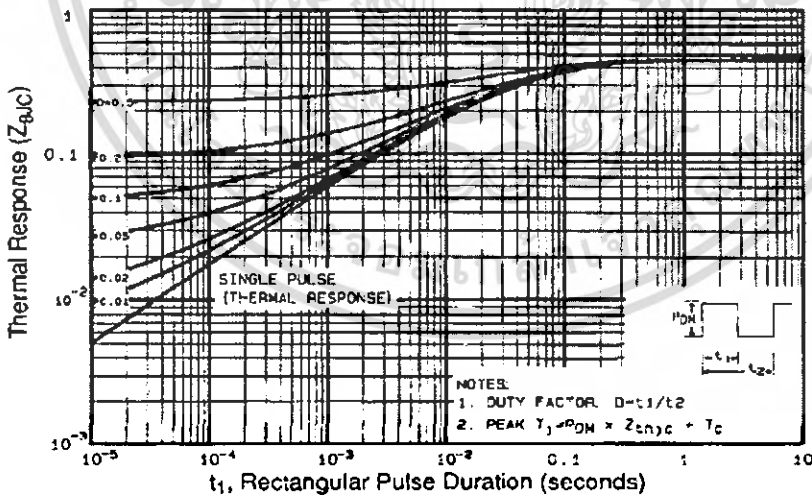 Thermal Response (ZθJC)
1
0.1
10⁻²
10⁻³
D=0.5
0.2
0.1
0.05
0.02
0.01
SINGLE PULSE
(THERMAL RESPONSE)
PDM
t1
t2
NOTES:
1. DUTY FACTOR, D=t1/t2
2. PEAK TJ=PDM x Zthjc + TC
10⁻⁵
10⁻⁴
10⁻³
10⁻²
0.1
1
10
t₁, Rectangular Pulse Duration (seconds)